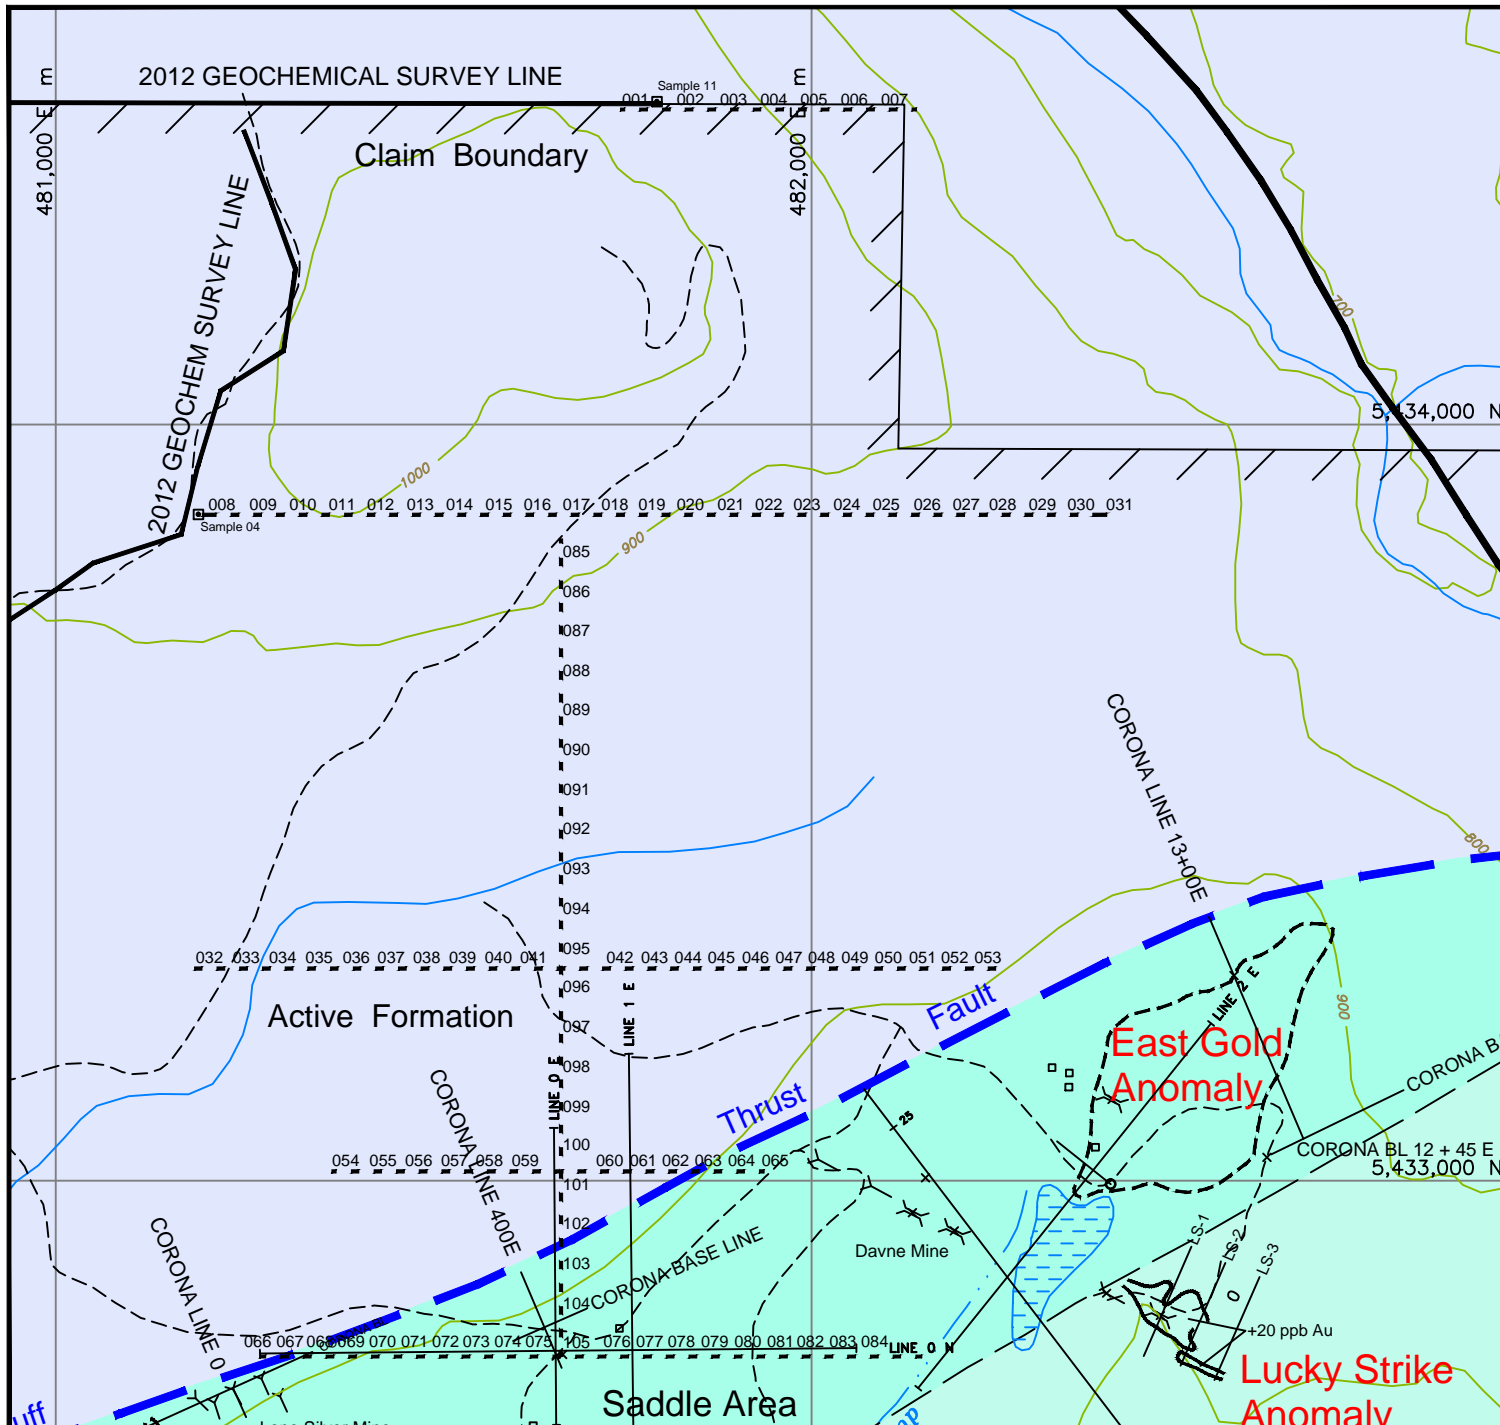 2012 GEOCHEMICAL SURVEY LINE
Sample 11
001 002 003 004 005 006 007
481,000 E m
482,000 E m
Claim Boundary
2012 GEOCHEM SURVEY LINE
700
5,434,000 N
1000
008 009 010 011 012 013 014 015 016 017 018 019 020 021 022 023 024 025 026 027 028 029 030 031
Sample 04
900
085
086
087
088
089
090
091
092
093
094
095
096
097
098
099
100
101
102
103
104
105
CORONA LINE 13+00E
800
032 033 034 035 036 037 038 039 040 041 042 043 044 045 046 047 048 049 050 051 052 053
Active Formation
LINE 1 E
LINE 0 E
LINE 2 E
Thrust Fault
900
East Gold
Anomaly
CORONA B
CORONA LINE 400E
25
CORONA BL 12 + 45 E
5,433,000 N
054 055 056 057 058 059 060 061 062 063 064 065
CORONA LINE 0
CORONA BASE LINE
Davne Mine
LS-1
LS-2
LS-3
0
+20 ppb Au
066 067 068 069 070 071 072 073 074 075 076 077 078 079 080 081 082 083 084
LINE 0 N
Lucky Strike
Anomaly
Saddle Area
Lone Silver Mine
uff